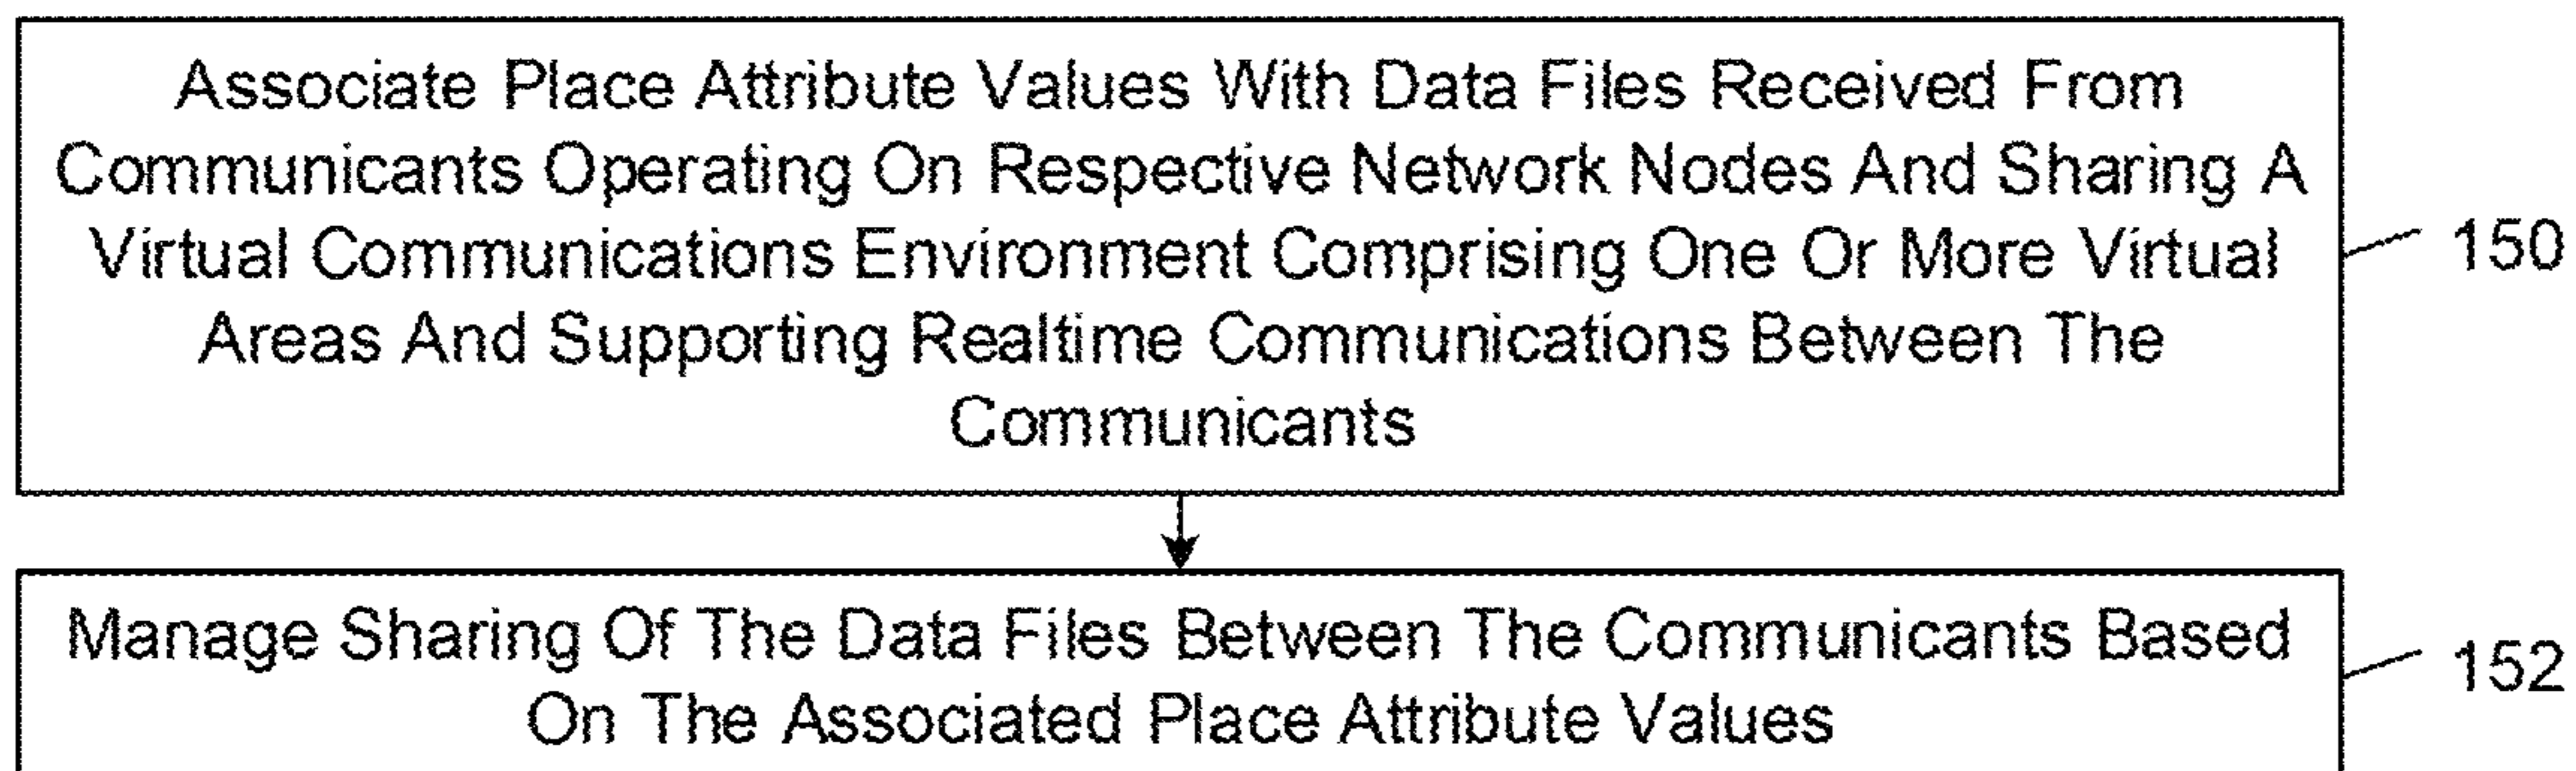 Associate Place Attribute Values With Data Files Received From
Communicants Operating On Respective Network Nodes And Sharing A
Virtual Communications Environment Comprising One Or More Virtual
150
Areas And Supporting Realtime Communications Between The
Communicants
Manage Sharing Of The Data Files Between The Communicants Based
152
On The Associated Place Attribute Values